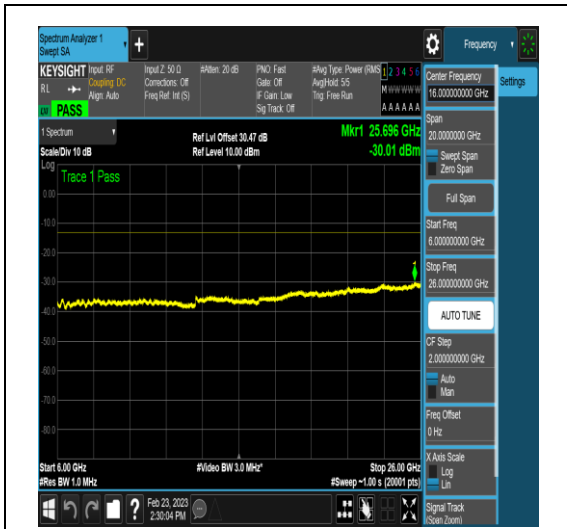 Spectrum Analyzer 1
Swept SA
+
Frequency
KEYSIGHT
RL
PASS
Input: RF
Coupling: DC
Align: Auto
Input Z: 50 Ω
Corrections: Off
Freq Ref: Int (S)
#Atten: 20 dB
PNO: Fast
Gate: Off
IF Gain: Low
Sig Track: Off
#Avg Type: Power (RMS
Avg|Hold: 5/5
Trig: Free Run
1 2 3 4 5 6
M W W W W W
A A A A A A
1 Spectrum
Scale/Div 10 dB
Ref Lvl Offset 30.47 dB
Ref Level 10.00 dBm
Mkr1 25.696 GHz
-30.01 dBm
Log
Trace 1 Pass
0.00
-10.0
-20.0
-30.0
-40.0
-50.0
-60.0
-70.0
-80.0
1
Start 6.00 GHz
#Res BW 1.0 MHz
#Video BW 3.0 MHz*
Stop 26.00 GHz
#Sweep ~1.00 s (20001 pts)
Feb 23, 2023
2:30:04 PM
?
Center Frequency
16.000000000 GHz
Settings
Span
20.0000000 GHz
Swept Span
Zero Span
Full Span
Start Freq
6.000000000 GHz
Stop Freq
26.000000000 GHz
AUTO TUNE
CF Step
2.000000000 GHz
Auto
Man
Freq Offset
0 Hz
X Axis Scale
Log
Lin
Signal Track
(Span Zoom)